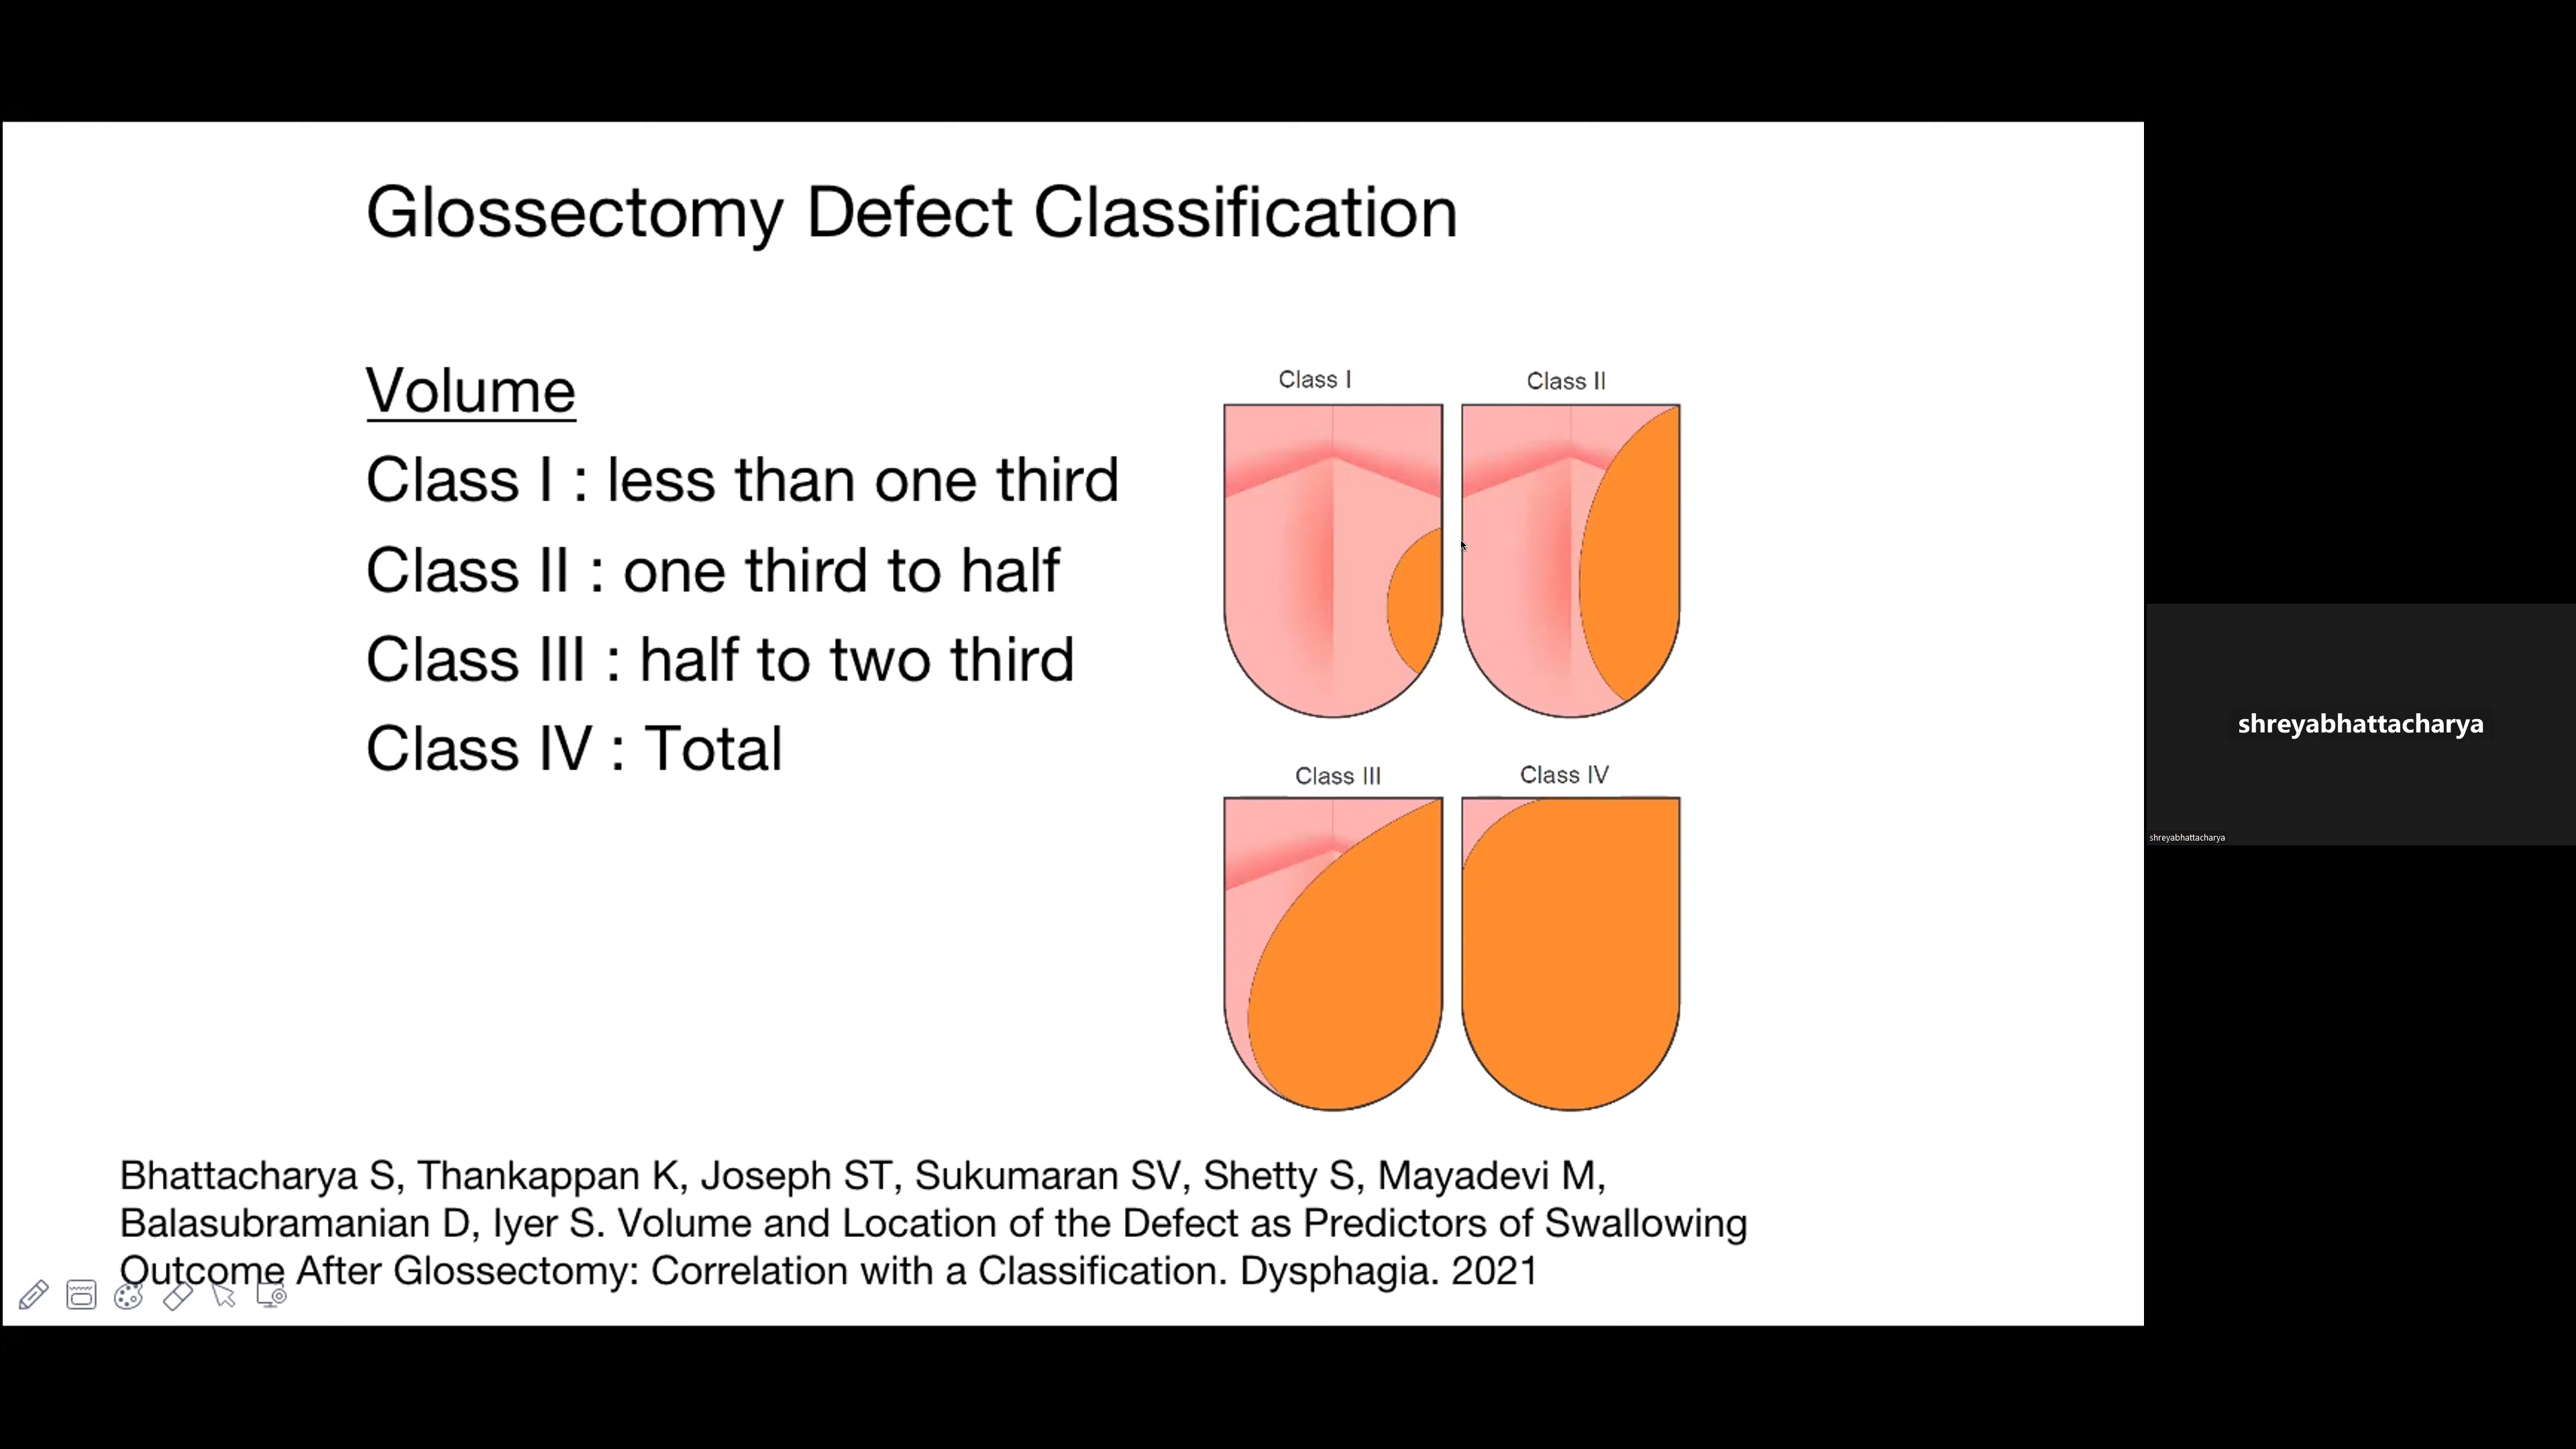 Glossectomy Defect Classification
Volume
Class I : less than one third
Class II : one third to half
Class III : half to two third
Class IV : Total
Class I
Class II
Class III
Class IV
Bhattacharya S, Thankappan K, Joseph ST, Sukumaran SV, Shetty S, Mayadevi M,
Balasubramanian D, Iyer S. Volume and Location of the Defect as Predictors of Swallowing
Outcome After Glossectomy: Correlation with a Classification. Dysphagia. 2021
shreyabhattacharya
shreyabhattacharya